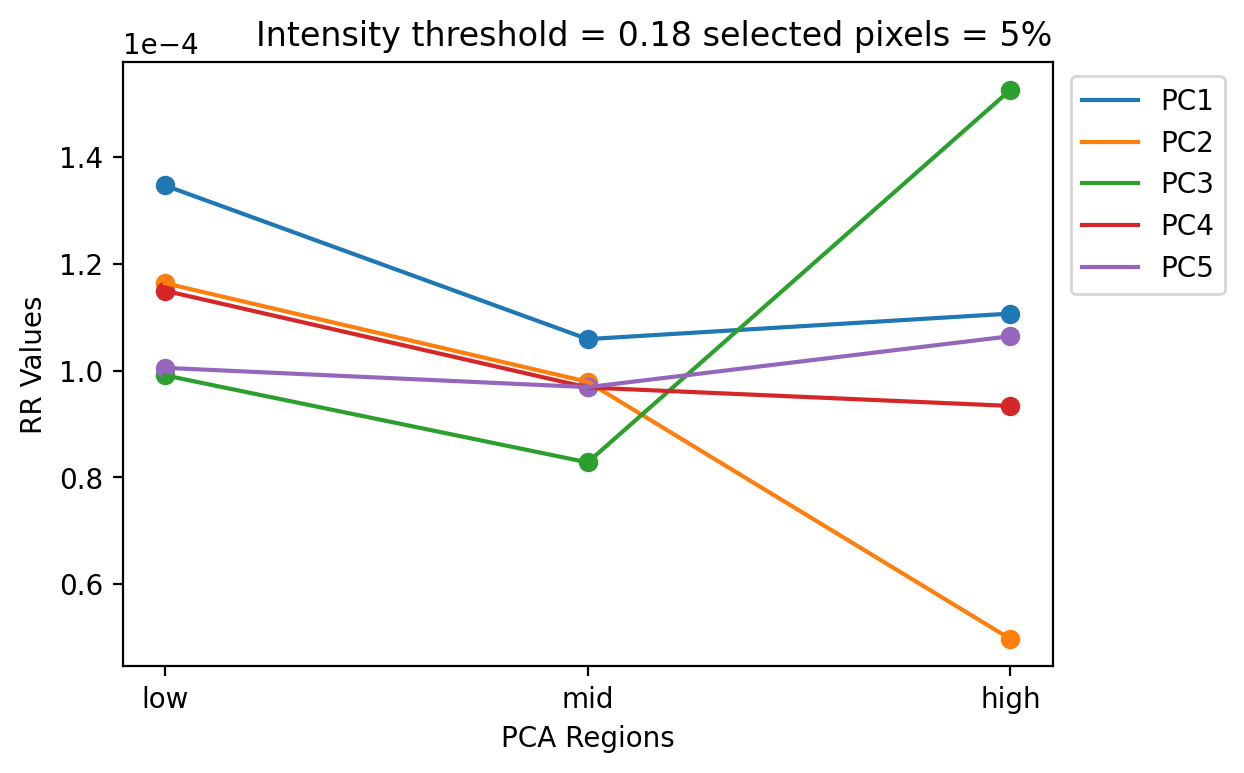 Intensity threshold = 0.18 selected pixels = 5%
1e−4
1.4
1.2
1.0
0.8
0.6
RR Values
low
mid
high
PCA Regions
PC1
PC2
PC3
PC4
PC5